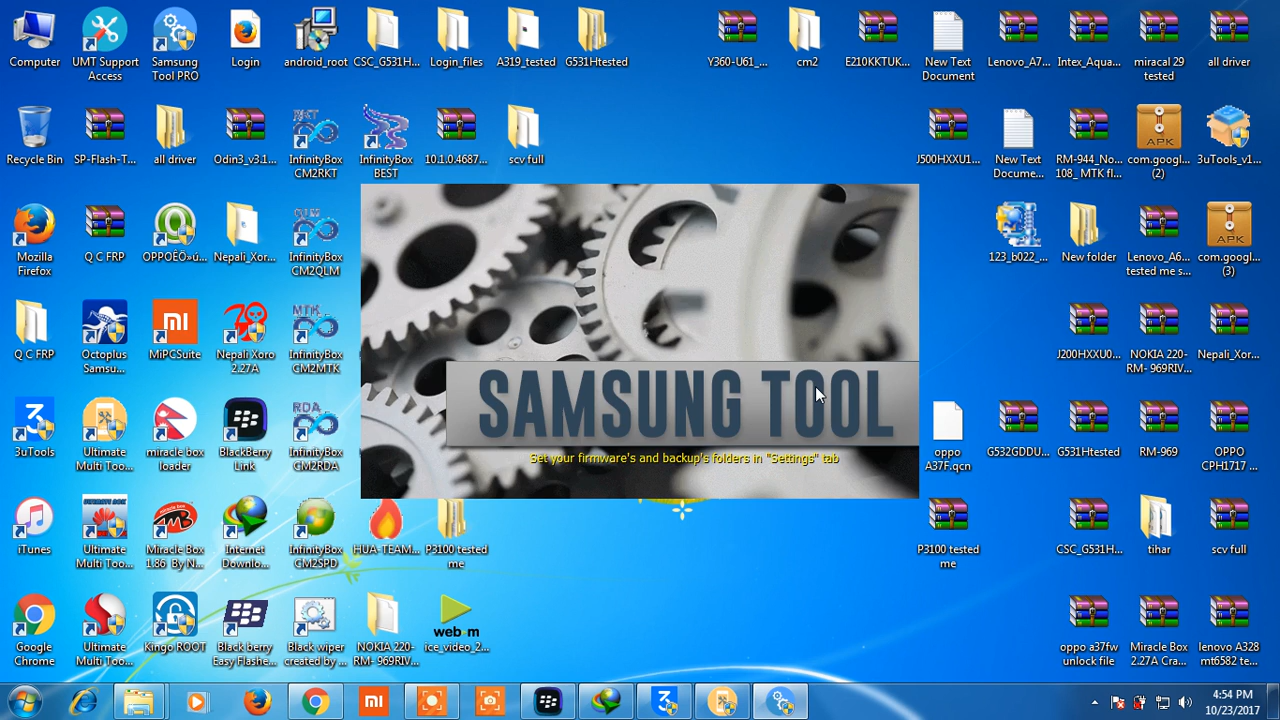 Computer
UMT Support
Access
Samsung
Tool PRO
Login
android_root
CSC_G531H...
Login_files
A319_tested
G531Htested
Y360-U61_...
cm2
E210KKTUK...
New Text
Document
Lenovo_A7...
Intex_Aqua...
miracal 29
tested
all driver
Recycle Bin
SP-Flash-T...
all driver
Odin3_v3.1...
InfinityBox
CM2RKT
InfinityBox
BEST
10.1.0.4687...
scv full
J500HXXU1...
New Text
Docume...
RM-944_No...
108_ MTK fl...
APK
com.googl...
(2)
3uTools_v1...
Mozilla
Firefox
Q C FRP
Nepali_Xor...
InfinityBox
CM2QLM
123_b022_...
New folder
Lenovo_A6...
tested me s...
APK
com.googl...
(3)
Q C FRP
Octoplus
Samsu...
MiPCSuite
Nepali Xoro
2.27A
MTK
InfinityBox
CM2MTK
J200HXXU0...
NOKIA 220-
RM- 969RIV...
Nepali_Xor...
SAMSUNG TOOL
Set your firmware's and backup's folders in "Settings" tab
3uTools
Ultimate
Multi Too...
miracle box
loader
BlackBerry
Link
RDA
InfinityBox
CM2RDA
oppo
A37F.qcn
G532GDDU...
G531Htested
RM-969
OPPO
CPH1717 ...
iTunes
Ultimate
Multi Too...
Miracle Box
1.86 By N...
Internet
Downlo...
InfinityBox
CM2SPD
HUA-TEAM...
P3100 tested
me
P3100 tested
me
CSC_G531H...
tihar
scv full
Google
Chrome
Ultimate
Multi Too...
Kingo ROOT
Black berry
Easy Flashe...
Black wiper
created by ...
NOKIA 220-
RM- 969RIV...
web m
ice_video_2...
oppo a37fw
unlock file
Miracle Box
2.27A Cra...
lenovo A328
mt6582 te...
4:54 PM
10/23/2017